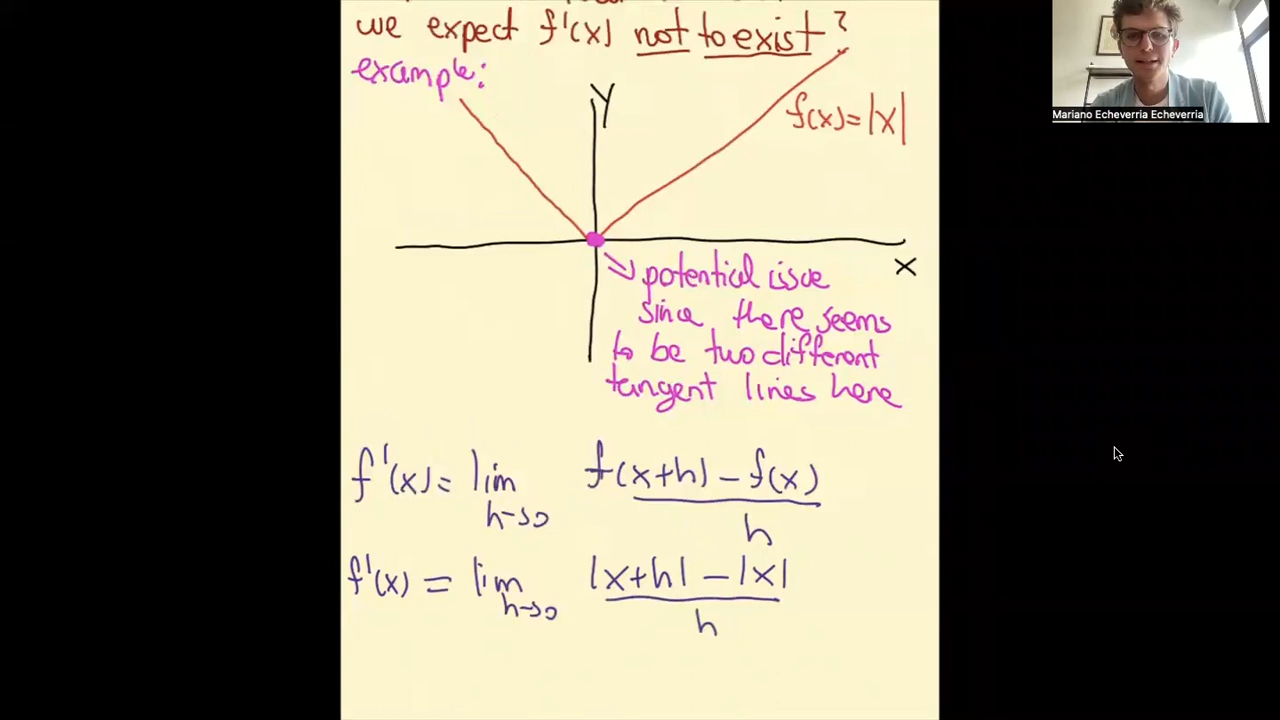 we expect f'(x) not to exist?
example:
Y
f(x)=|x|
x
potential issue
since there seems
to be two different
tangent lines here
f'(x) = lim h->0 f(x+h) - f(x) / h
f'(x) = lim h->0 |x+h| - |x| / h
Mariano Echeverria Echeverria